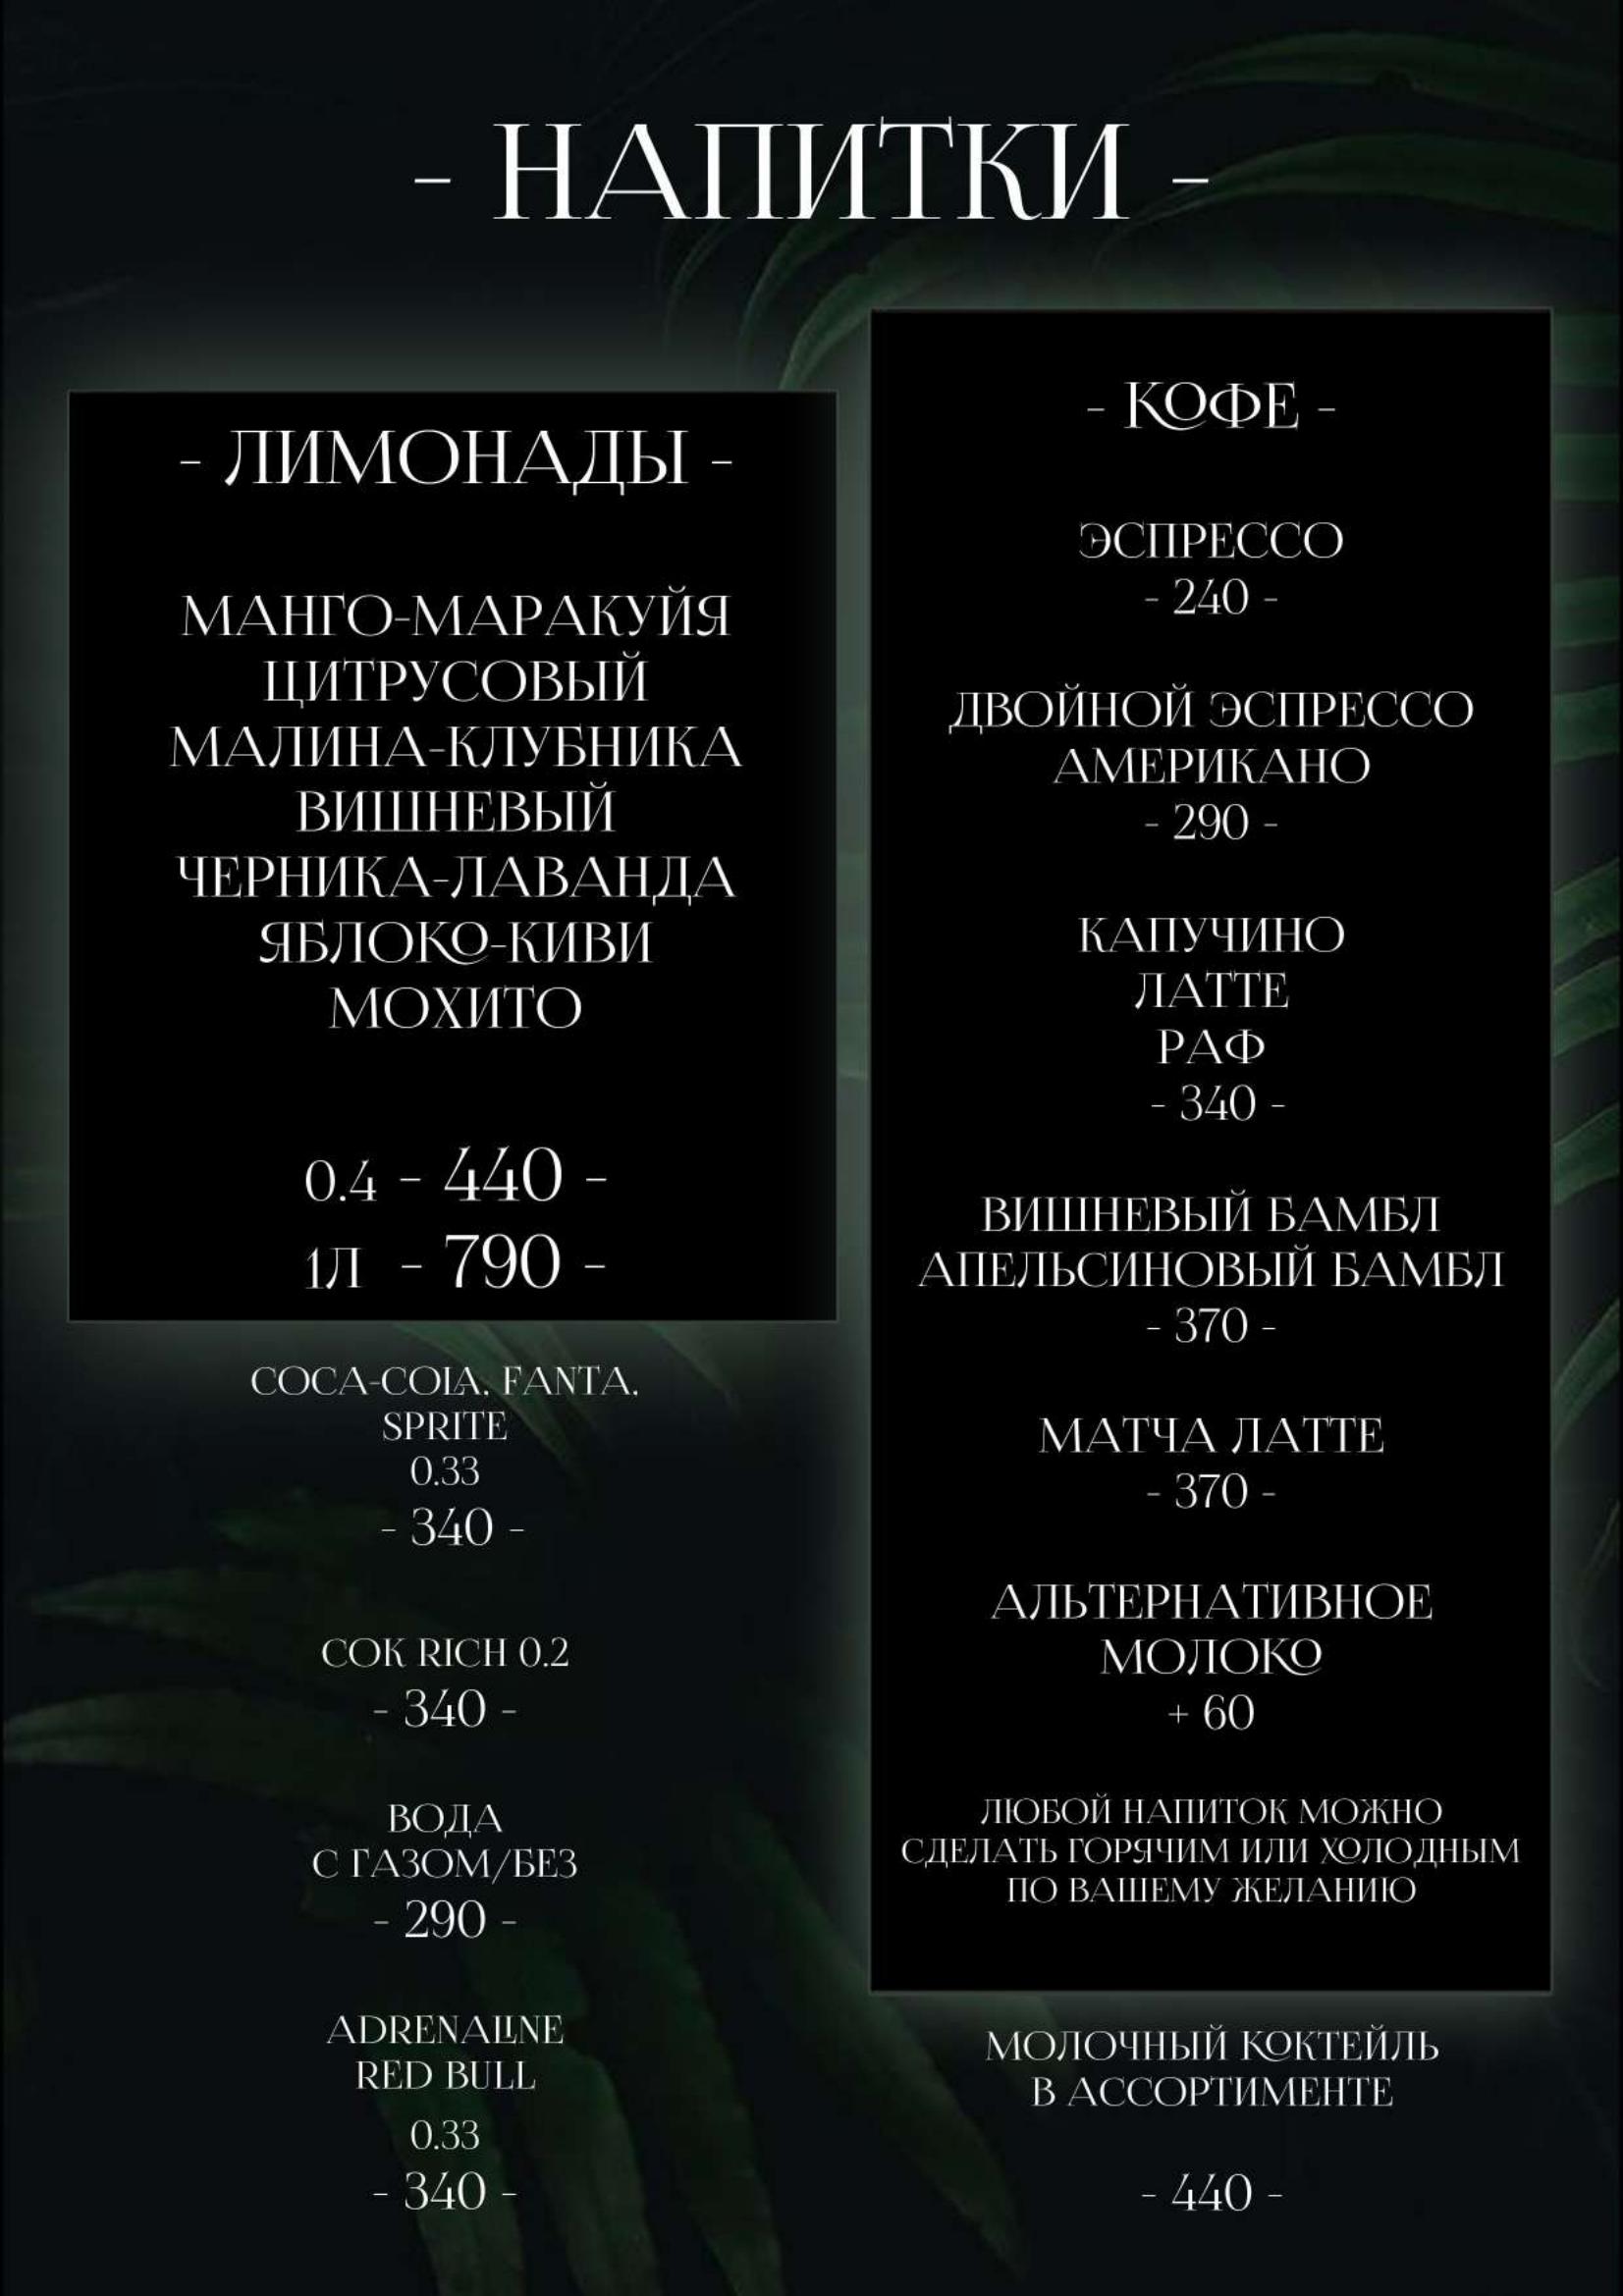 - НАПИТКИ -
- ЛИМОНАДЫ -
МАНГО-МАРАКУЙЯ
ЦИТРУСОВЫЙ
МАЛИНА-КЛУБНИКА
ВИШНЕВЫЙ
ЧЕРНИКА-ЛАВАНДА
ЯБЛОКО-КИВИ
МОХИТО
0.4 - 440 -
1Л - 790 -
COCA-COLA, FANTA,
SPRITE
0.33
- 340 -
СОК RICH 0.2
- 340 -
ВОДА
С ГАЗОМ/БЕЗ
- 290 -
ADRENALINE
RED BULL
0.33
- 340 -
- КОФЕ -
ЭСПРЕССО
- 240 -
ДВОЙНОЙ ЭСПРЕССО
АМЕРИКАНО
- 290 -
КАПУЧИНО
ЛАТТЕ
РАФ
- 340 -
ВИШНЕВЫЙ БАМБЛ
АПЕЛЬСИНОВЫЙ БАМБЛ
- 370 -
МАТЧА ЛАТТЕ
- 370 -
АЛЬТЕРНАТИВНОЕ
МОЛОКО
+ 60
ЛЮБОЙ НАПИТОК МОЖНО
СДЕЛАТЬ ГОРЯЧИМ ИЛИ ХОЛОДНЫМ
ПО ВАШЕМУ ЖЕЛАНИЮ
МОЛОЧНЫЙ КОКТЕЙЛЬ
В АССОРТИМЕНТЕ
- 440 -